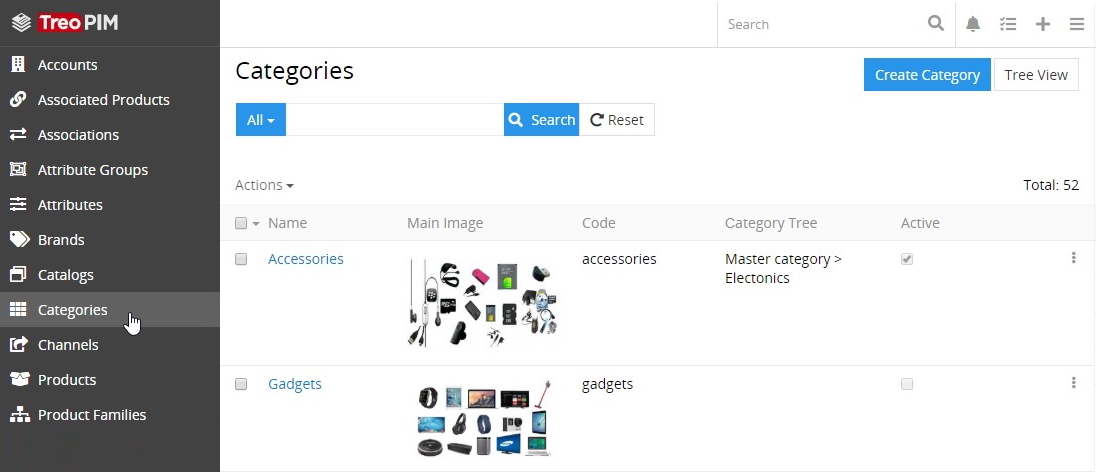 TreoPIM
Search
Accounts
Associated Products
Associations
Attribute Groups
Attributes
Brands
Catalogs
Categories
Channels
Products
Product Families
Categories
Create Category
Tree View
All
Search
Reset
Actions
Total: 52
Name
Main Image
Code
Category Tree
Active
Accessories
accessories
Master category >
Electonics
Gadgets
gadgets